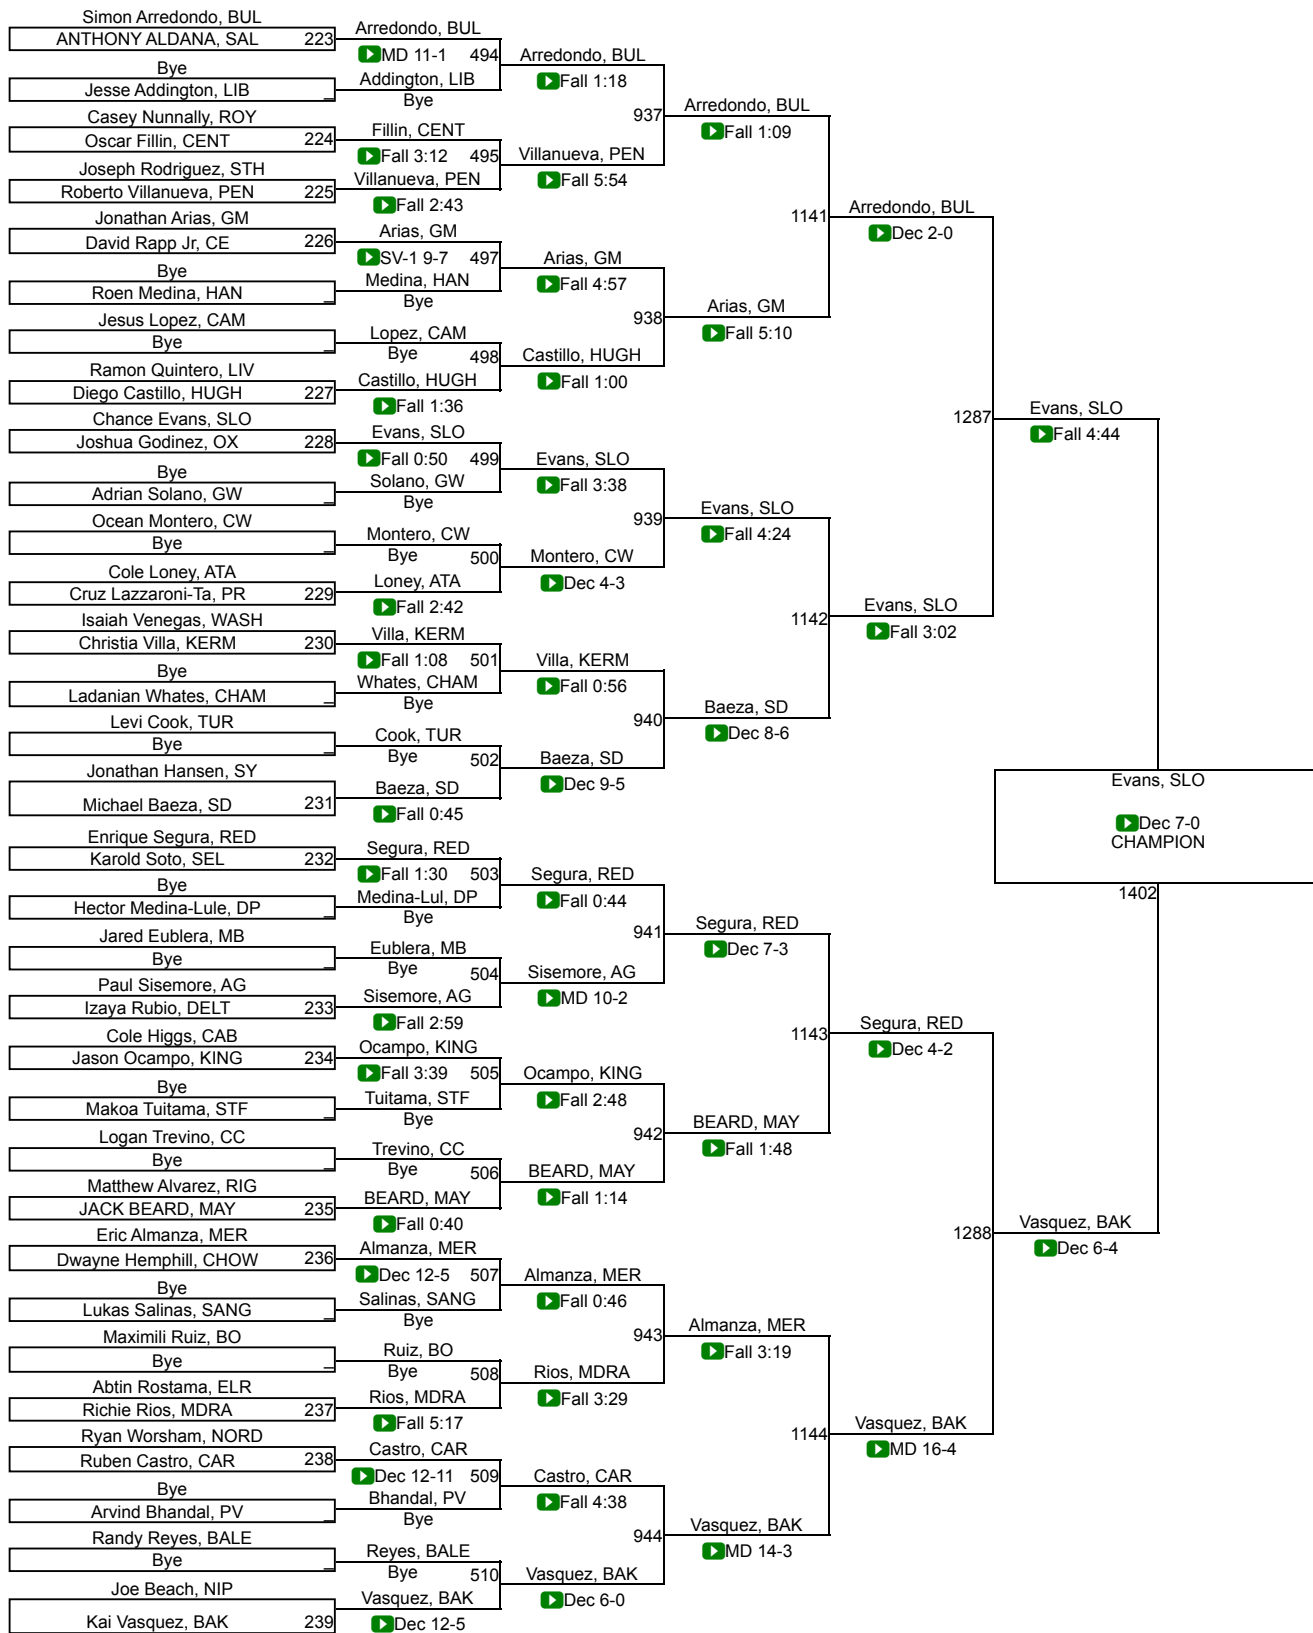 Simon Arredondo, BUL
ANTHONY ALDANA, SAL 223
Bye
Jesse Addington, LIB _
Casey Nunnally, ROY
Oscar Fillin, CENT 224
Joseph Rodriguez, STH
Roberto Villanueva, PEN 225
Jonathan Arias, GM
David Rapp Jr, CE 226
Bye
Roen Medina, HAN _
Jesus Lopez, CAM
Bye _
Ramon Quintero, LIV
Diego Castillo, HUGH 227
Chance Evans, SLO
Joshua Godinez, OX 228
Bye
Adrian Solano, GW _
Ocean Montero, CW
Bye _
Cole Loney, ATA
Cruz Lazzaroni-Ta, PR 229
Isaiah Venegas, WASH
Christia Villa, KERM 230
Bye
Ladanian Whates, CHAM _
Levi Cook, TUR
Bye _
Jonathan Hansen, SY
Michael Baeza, SD 231
Enrique Segura, RED
Karold Soto, SEL 232
Bye
Hector Medina-Lule, DP _
Jared Eublera, MB
Bye _
Paul Sisemore, AG
Izaya Rubio, DELT 233
Cole Higgs, CAB
Jason Ocampo, KING 234
Bye
Makoa Tuitama, STF _
Logan Trevino, CC
Bye _
Matthew Alvarez, RIG
JACK BEARD, MAY 235
Eric Almanza, MER
Dwayne Hemphill, CHOW 236
Bye
Lukas Salinas, SANG _
Maximili Ruiz, BO
Bye _
Abtin Rostama, ELR
Richie Rios, MDRA 237
Ryan Worsham, NORD
Ruben Castro, CAR 238
Bye
Arvind Bhandal, PV _
Randy Reyes, BALE
Bye _
Joe Beach, NIP
Kai Vasquez, BAK 239
Arredondo, BUL
MD 11-1 494
Addington, LIB
Bye
Fillin, CENT
Fall 3:12 495
Villanueva, PEN
Fall 2:43
Arias, GM
SV-1 9-7 497
Medina, HAN
Bye
Lopez, CAM
Bye 498
Castillo, HUGH
Fall 1:36
Evans, SLO
Fall 0:50 499
Solano, GW
Bye
Montero, CW
Bye 500
Loney, ATA
Fall 2:42
Villa, KERM
Fall 1:08 501
Whates, CHAM
Bye
Cook, TUR
Bye 502
Baeza, SD
Fall 0:45
Segura, RED
Fall 1:30 503
Medina-Lul, DP
Bye
Eublera, MB
Bye 504
Sisemore, AG
Fall 2:59
Ocampo, KING
Fall 3:39 505
Tuitama, STF
Bye
Trevino, CC
Bye 506
BEARD, MAY
Fall 0:40
Almanza, MER
Dec 12-5 507
Salinas, SANG
Bye
Ruiz, BO
Bye 508
Rios, MDRA
Fall 5:17
Castro, CAR
Dec 12-11 509
Bhandal, PV
Bye
Reyes, BALE
Bye 510
Vasquez, BAK
Dec 12-5
Arredondo, BUL
Fall 1:18
937
Villanueva, PEN
Fall 5:54
Arias, GM
Fall 4:57
938
Castillo, HUGH
Fall 1:00
Evans, SLO
Fall 3:38
939
Montero, CW
Dec 4-3
Villa, KERM
Fall 0:56
940
Baeza, SD
Dec 9-5
Segura, RED
Fall 0:44
941
Sisemore, AG
MD 10-2
Ocampo, KING
Fall 2:48
942
BEARD, MAY
Fall 1:14
Almanza, MER
Fall 0:46
943
Rios, MDRA
Fall 3:29
Castro, CAR
Fall 4:38
944
Vasquez, BAK
Dec 6-0
Arredondo, BUL
Fall 1:09
1141
Arias, GM
Fall 5:10
Evans, SLO
Fall 4:24
1142
Baeza, SD
Dec 8-6
Segura, RED
Dec 7-3
1143
BEARD, MAY
Fall 1:48
Almanza, MER
Fall 3:19
1144
Vasquez, BAK
MD 14-3
Arredondo, BUL
Dec 2-0
1287
Evans, SLO
Fall 3:02
Segura, RED
Dec 4-2
1288
Vasquez, BAK
MD 16-4
Evans, SLO
Fall 4:44
Vasquez, BAK
Dec 6-4
Evans, SLO
Dec 7-0
CHAMPION
1402